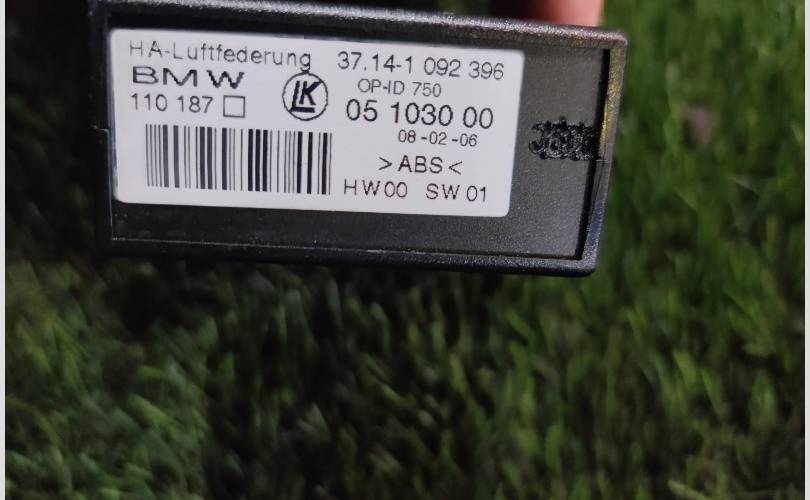 HA-Luftfederung 37.14-1 092 396
BMW LK OP-ID 750
110 187 05 1030 00
08-02-06
>ABS<
HW00 SW01